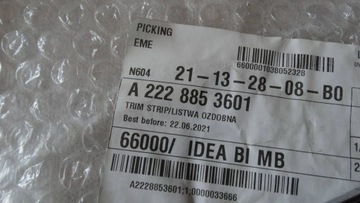 PICKING
EME
6600001038052328
N604 21-13-28-08-B0
A 222 885 3601
TRIM STRIP/LISTWA OZDOBNA
Best before: 22.06.2021
66000/ IDEA BI MB
A2228853601;1;0000033666